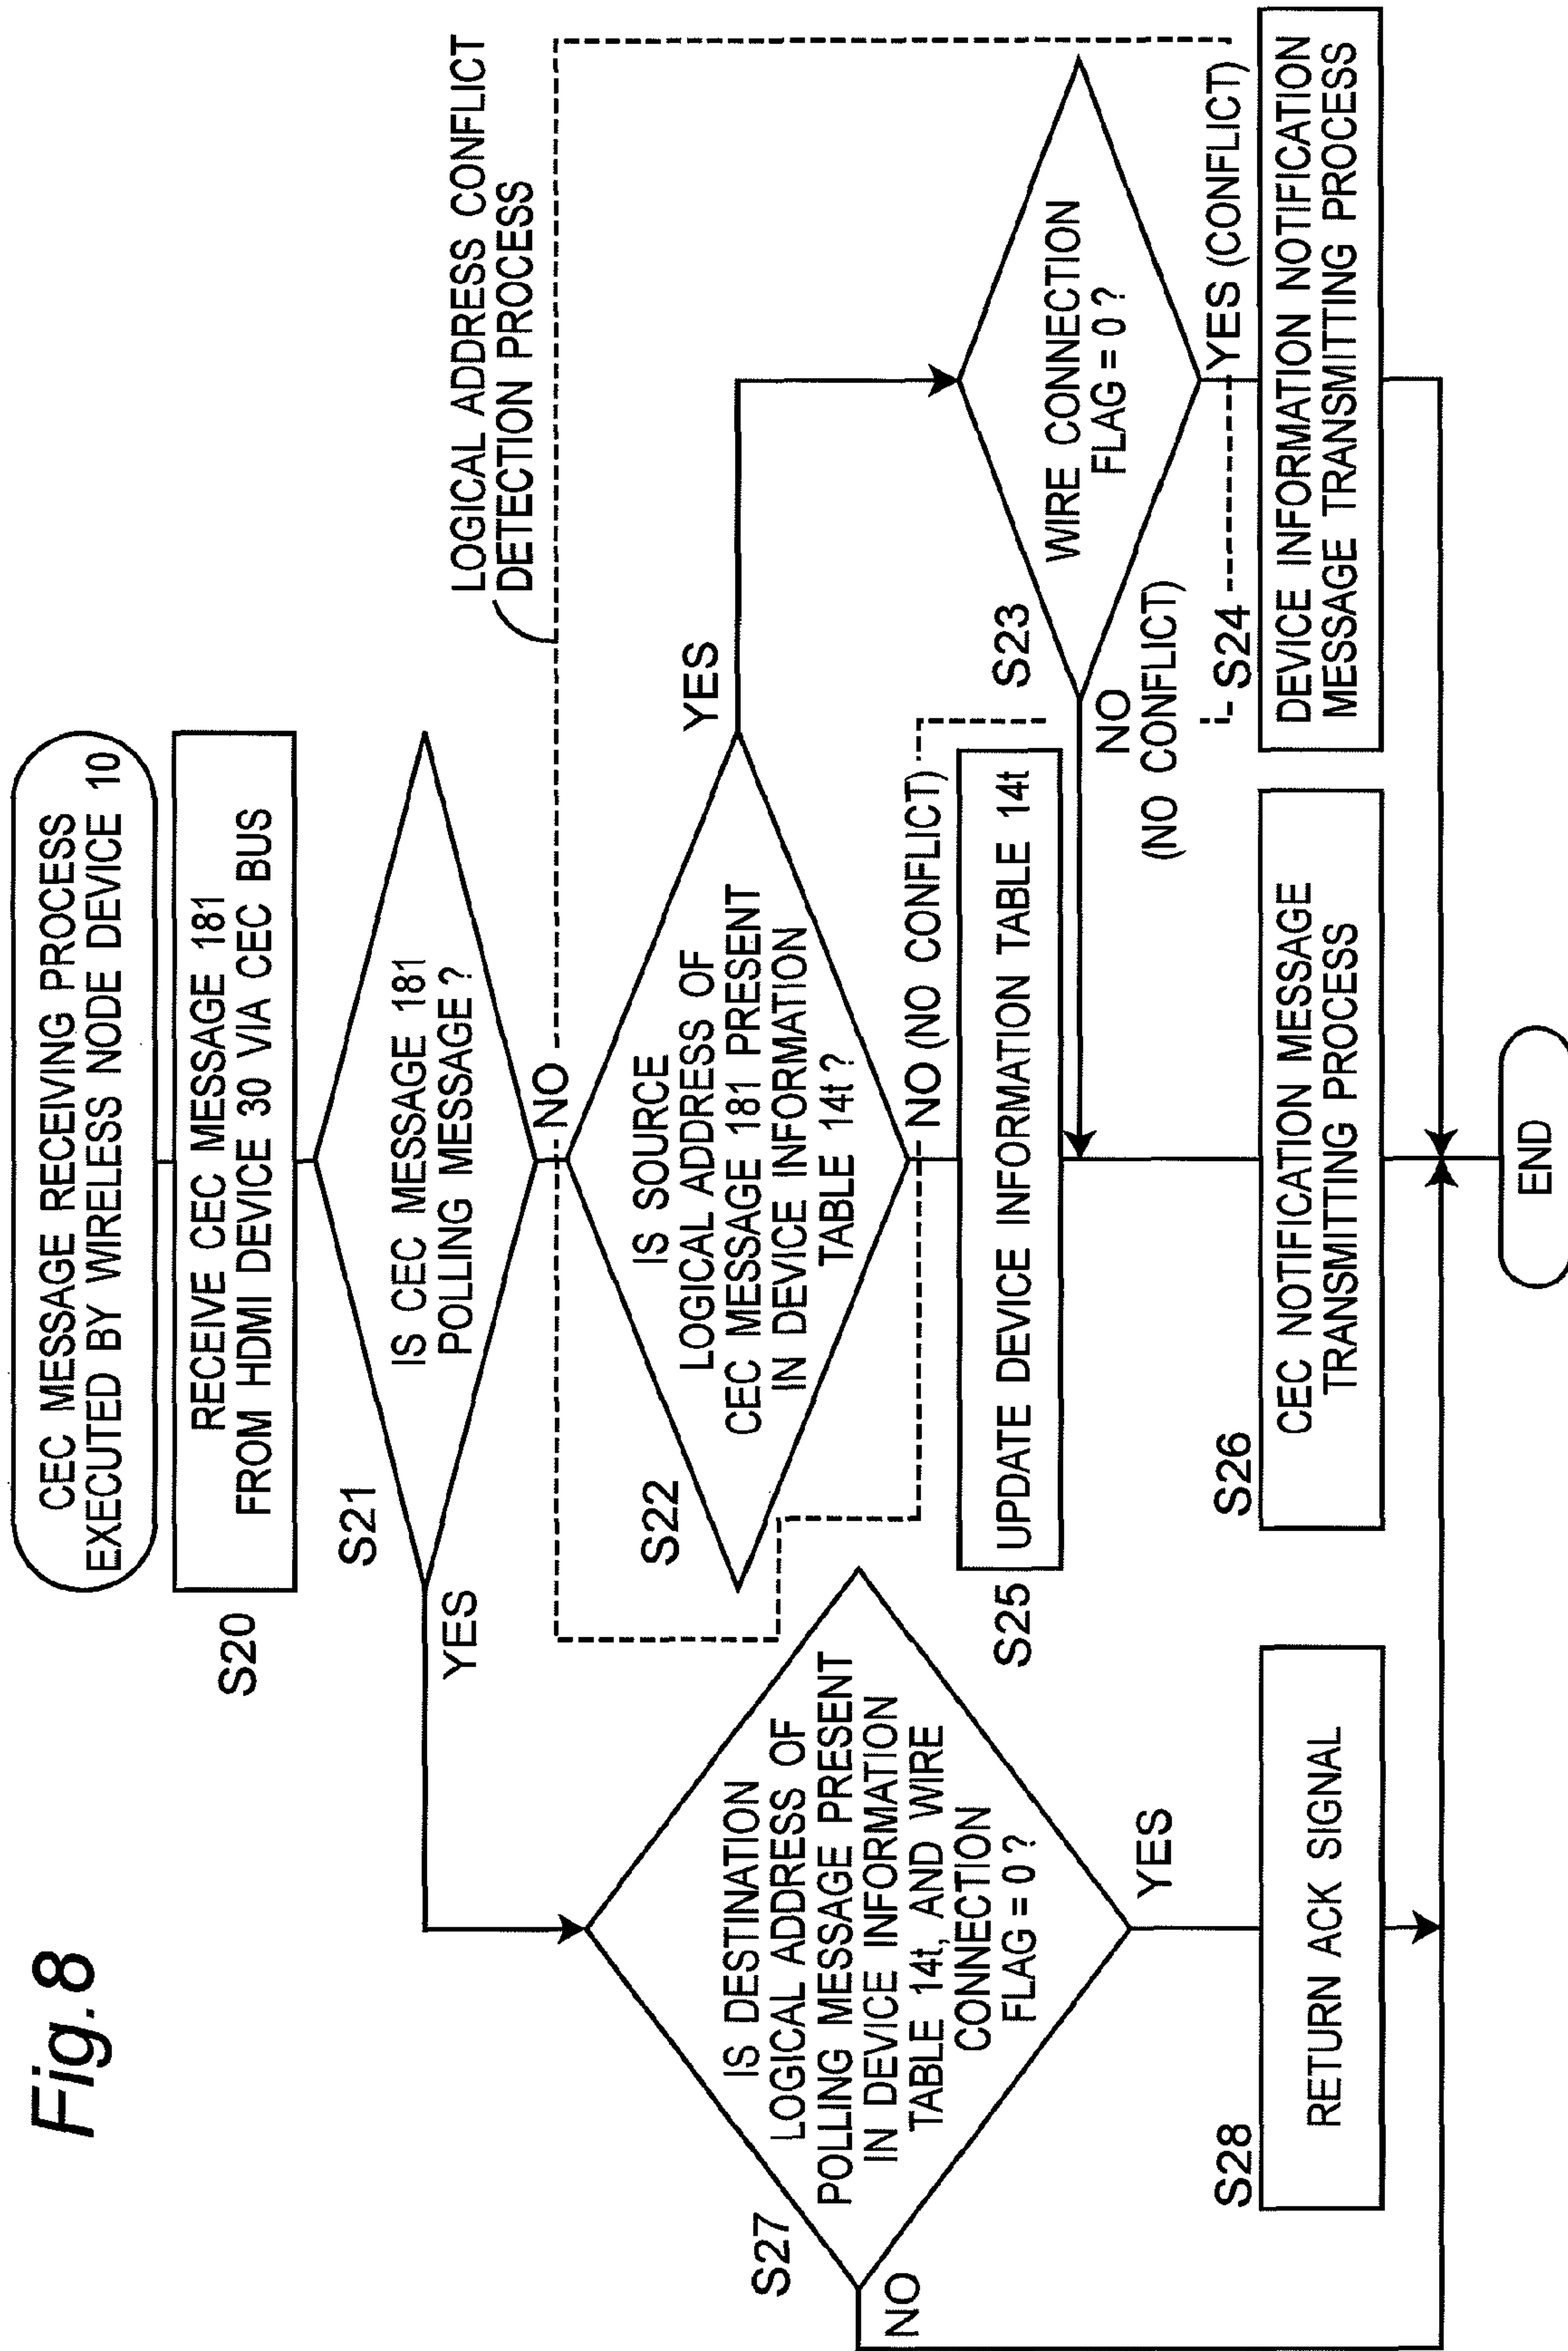 Fig.8
CEC MESSAGE RECEIVING PROCESS
EXECUTED BY WIRELESS NODE DEVICE 10
S20
RECEIVE CEC MESSAGE 181
FROM HDMI DEVICE 30 VIA CEC BUS
S21
IS CEC MESSAGE 181
POLLING MESSAGE ?
YES
NO
LOGICAL ADDRESS CONFLICT
DETECTION PROCESS
S22
IS SOURCE
LOGICAL ADDRESS OF
CEC MESSAGE 181 PRESENT
IN DEVICE INFORMATION
TABLE 14t ?
YES
NO (NO CONFLICT)
S23
WIRE CONNECTION
FLAG = 0 ?
NO
(NO CONFLICT)
YES (CONFLICT)
S24
DEVICE INFORMATION NOTIFICATION
MESSAGE TRANSMITTING PROCESS
S25
UPDATE DEVICE INFORMATION TABLE 14t
S26
CEC NOTIFICATION MESSAGE
TRANSMITTING PROCESS
S27
IS DESTINATION
LOGICAL ADDRESS OF
POLLING MESSAGE PRESENT
IN DEVICE INFORMATION
TABLE 14t, AND WIRE
CONNECTION
FLAG = 0 ?
NO
YES
S28
RETURN ACK SIGNAL
END